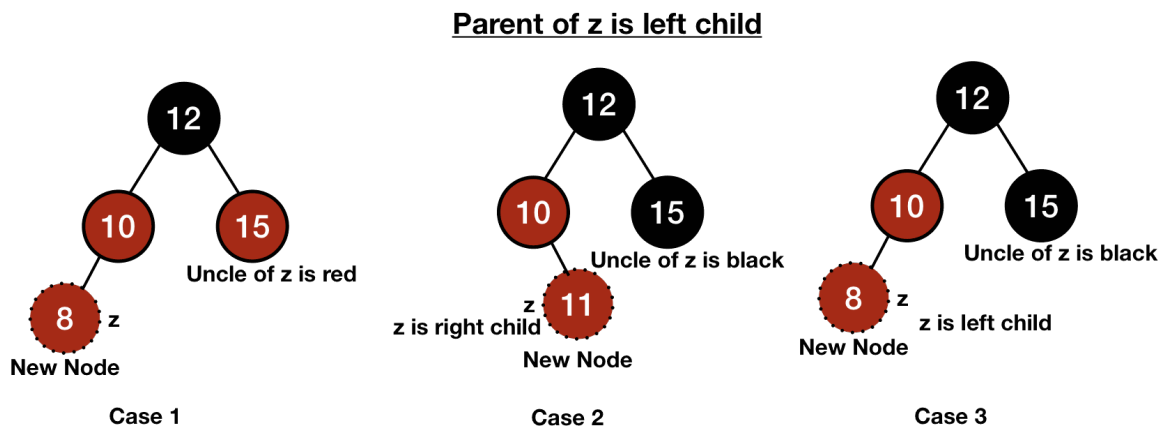 Parent of z is left child
12
10
15
Uncle of z is red
8
z
New Node
Case 1
12
10
15
Uncle of z is black
z
11
z is right child
New Node
Case 2
12
10
15
Uncle of z is black
8
z
z is left child
New Node
Case 3